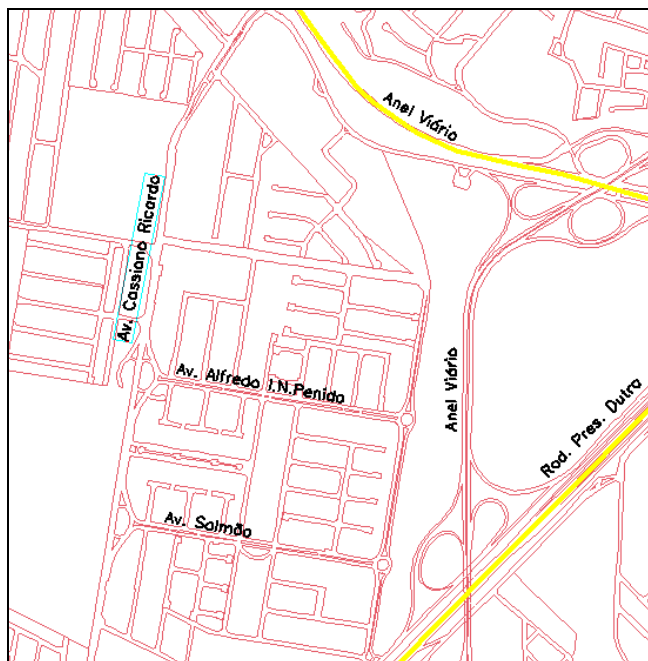 Anel Viário
Av. Cassiano Ricardo
Av. Alfredo I.N.Penido
Anel Viário
Rod. Pres. Dutra
Av. Salmão